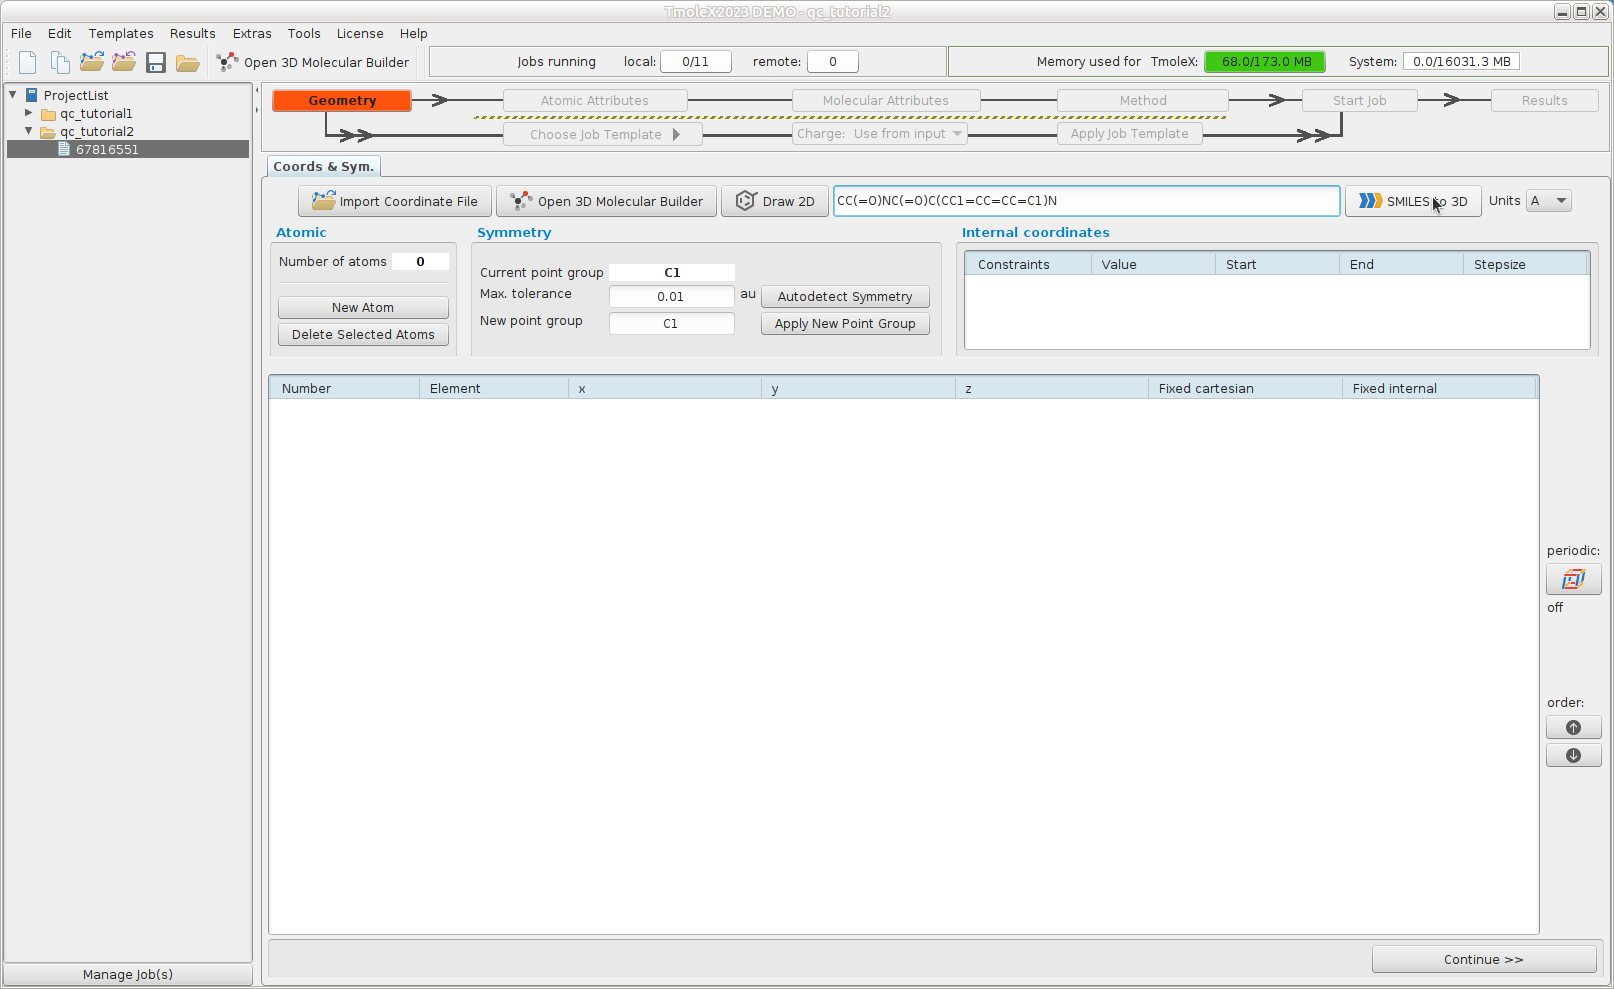 TmoleX2023 DEMO - qc_tutorial2
File Edit Templates Results Extras Tools License Help
Open 3D Molecular Builder Jobs running local: 0/11 remote: 0 Memory used for TmoleX: 68.0/173.0 MB System: 0.0/16031.3 MB
ProjectList
qc_tutorial1
qc_tutorial2
67816551
Manage Job(s)
Geometry Atomic Attributes Molecular Attributes Method Start Job Results
Choose Job Template Charge: Use from input Apply Job Template
Coords & Sym.
Import Coordinate File Open 3D Molecular Builder Draw 2D CC(=O)NC(=O)C(CC1=CC=CC=C1)N SMILES to 3D Units A
Atomic Symmetry Internal coordinates
Number of atoms 0
New Atom
Delete Selected Atoms
Current point group C1
Max. tolerance 0.01 au Autodetect Symmetry
New point group C1 Apply New Point Group
Constraints Value Start End Stepsize
Number Element x y z Fixed cartesian Fixed internal
periodic:
off
order:
Continue >>